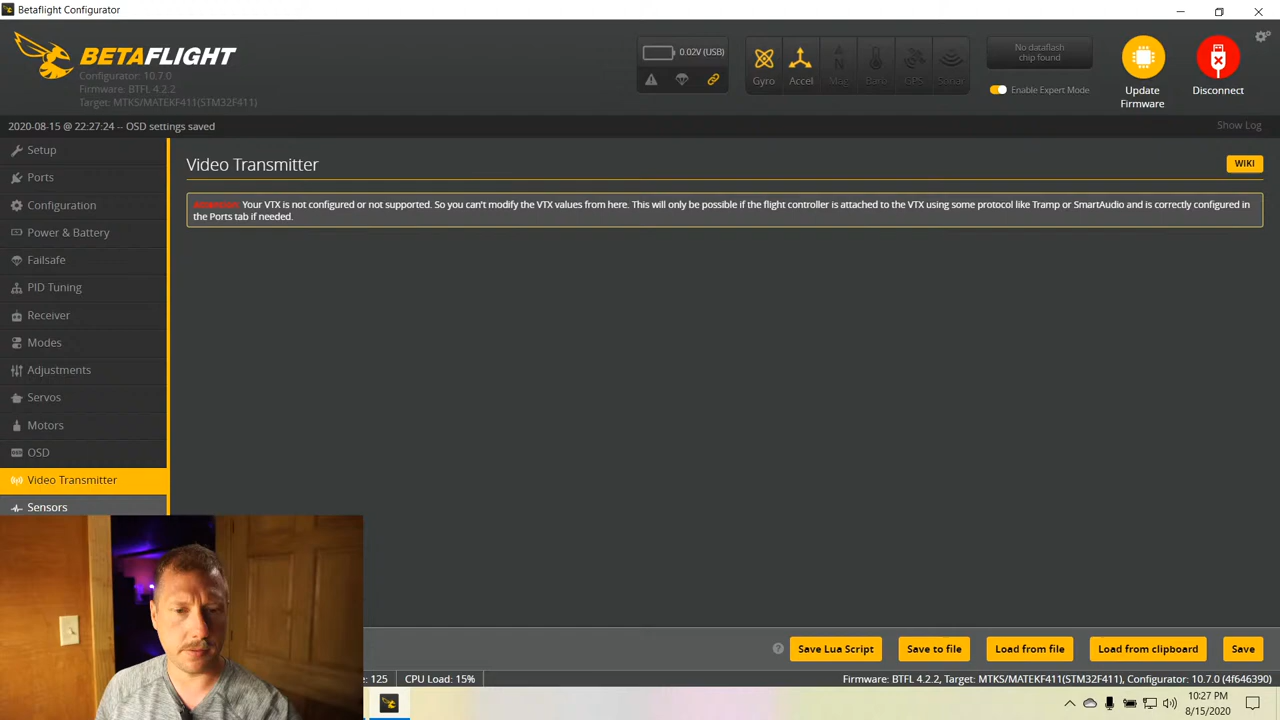 Betaflight Configurator
BETAFLIGHT
Configurator: 10.7.0
Firmware: BTFL 4.2.2
Target: MTKS/MATEKF411(STM32F411)
0.02V (USB)
Gyro
Accel
Mag
Baro
GPS
Sonar
No dataflash
chip found
Enable Expert Mode
Update
Firmware
Disconnect
2020-08-15 @ 22:27:24 -- OSD settings saved
Show Log
Setup
Ports
Configuration
Power & Battery
Failsafe
PID Tuning
Receiver
Modes
Adjustments
Servos
Motors
OSD
Video Transmitter
Sensors
Video Transmitter
WIKI
Attention: Your VTX is not configured or not supported. So you can't modify the VTX values from here. This will only be possible if the flight controller is attached to the VTX using some protocol like Tramp or SmartAudio and is correctly configured in
the Ports tab if needed.
Save Lua Script
Save to file
Load from file
Load from clipboard
Save
: 125
CPU Load: 15%
Firmware: BTFL 4.2.2, Target: MTKS/MATEKF411(STM32F411), Configurator: 10.7.0 (4f646390)
10:27 PM
8/15/2020